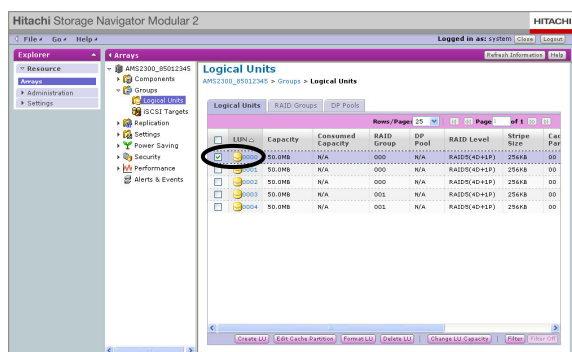 Hitachi Storage Navigator Modular 2
HITACHI
File Go Help
Logged in as: system Close Logout
Explorer
Arrays
Refresh Information Help
Resource
Arrays
Administration
Settings
AMS2300_85012345
Components
Groups
Logical Units
iSCSI Targets
Replication
Settings
Power Saving
Security
Performance
Alerts & Events
Logical Units
AMS2300_85012345 > Groups > Logical Units
Logical Units RAID Groups DP Pools
Rows/Page: 25 Page of 1
LUN Capacity Consumed Capacity RAID Group DP Pool RAID Level Stripe Size Cac Par
0000 50.0MB N/A 000 N/A RAID5(4D+1P) 256KB 00
0001 50.0MB N/A 000 N/A RAID5(4D+1P) 256KB 00
0002 50.0MB N/A 000 N/A RAID5(4D+1P) 256KB 00
0003 50.0MB N/A 001 N/A RAID5(4D+1P) 256KB 00
0004 50.0MB N/A 001 N/A RAID5(4D+1P) 256KB 00
Create LU Edit Cache Partition Format LU Delete LU Change LU Capacity Filter Filter Off